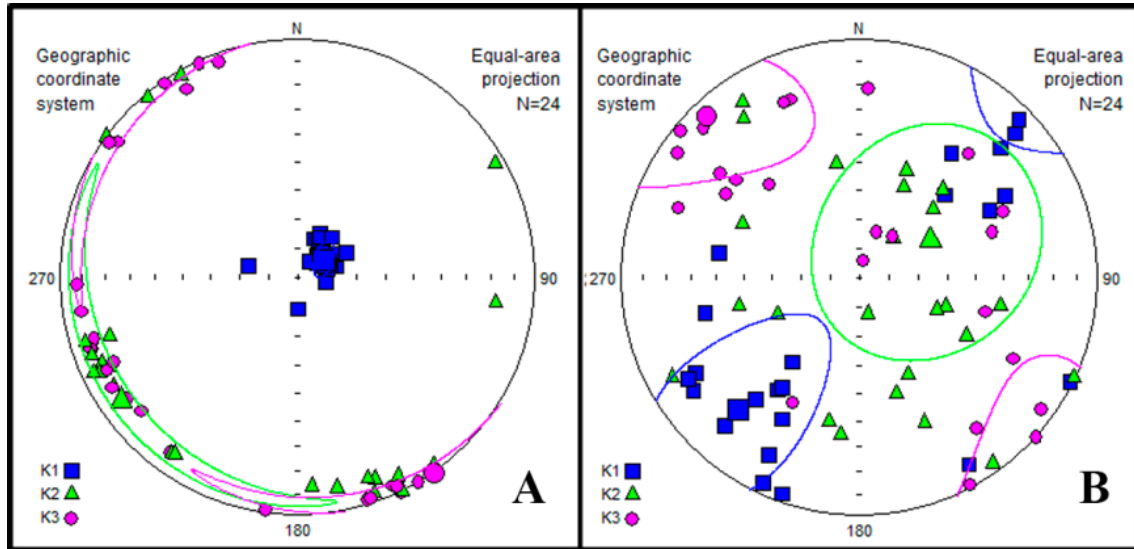 N
Geographic
coordinate
system
Equal-area
projection
N=24
270
90
K1
K2
K3
180
A
N
Geographic
coordinate
system
Equal-area
projection
N=24
270
90
K1
K2
K3
180
B